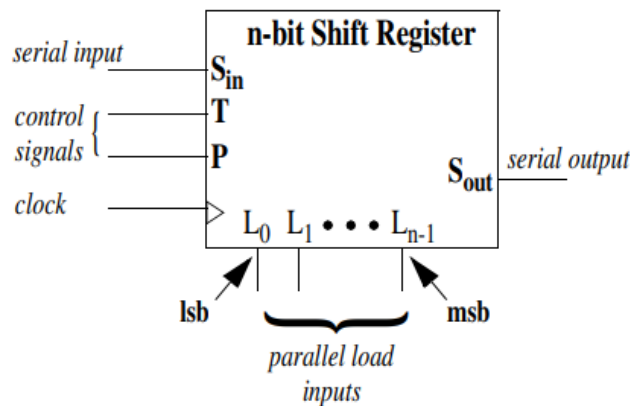 n-bit Shift Register
serial input
S_in
control
signals
T
P
S_out
serial output
clock
L_0 L_1 • • • L_n-1
lsb
msb
parallel load
inputs